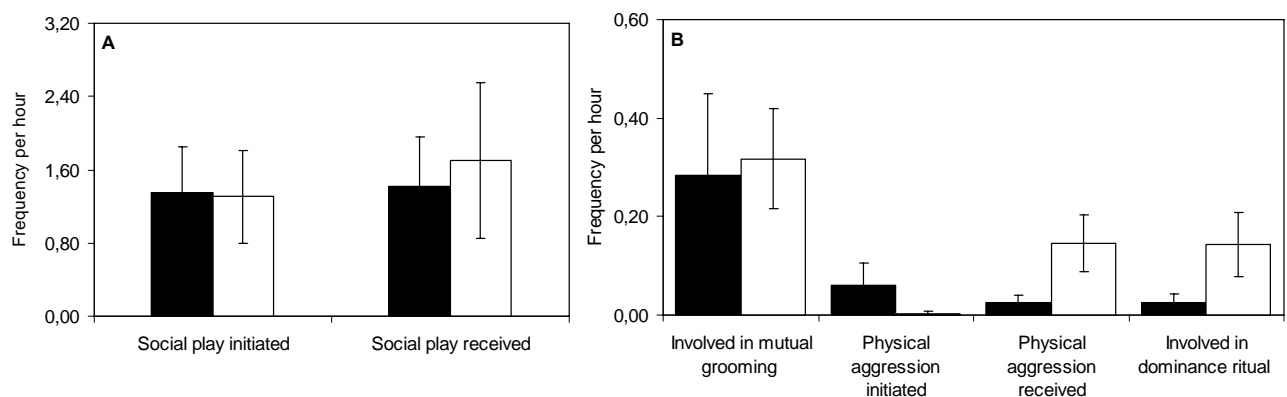 A
Frequency per hour
3,20
2,40
1,60
0,80
0,00
Social play initiated
Social play received
B
Frequency per hour
0,60
0,40
0,20
0,00
Involved in mutual
grooming
Physical
aggression
initiated
Physical
aggression
received
Involved in
dominance ritual